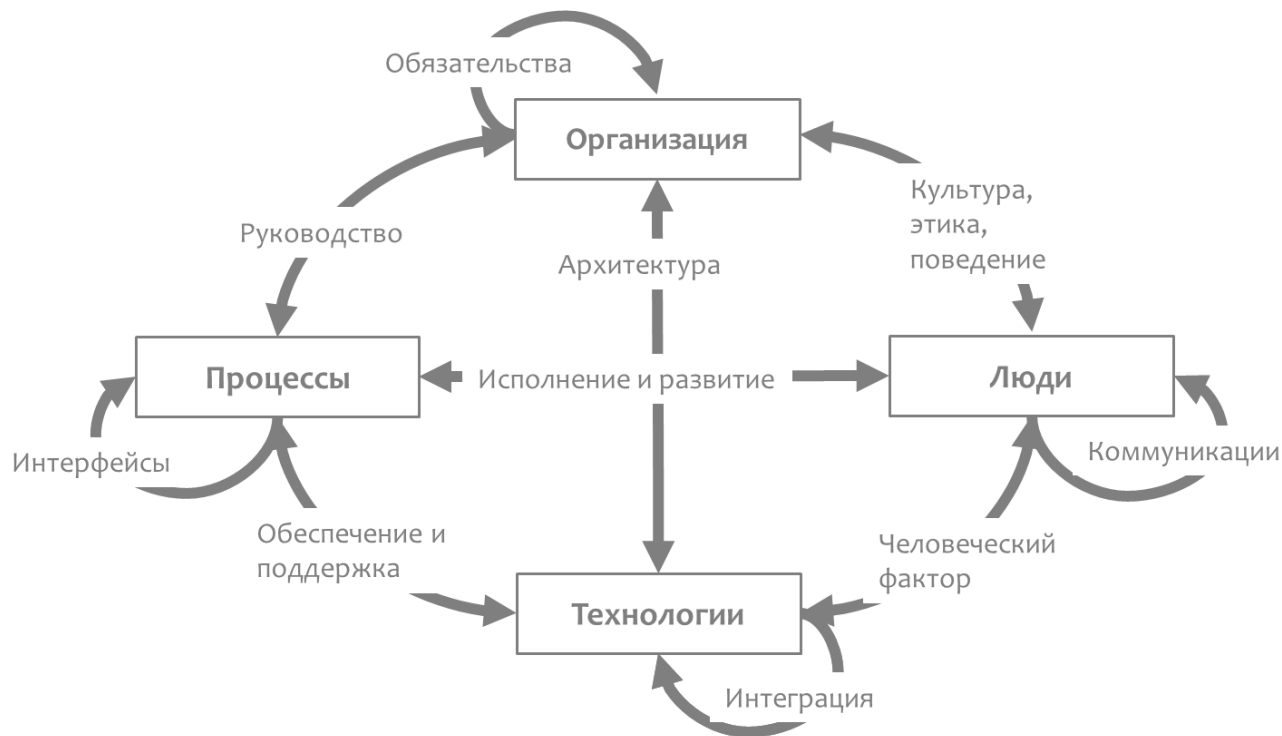 Обязательства
Организация
Культура,
этика,
поведение
Руководство
Архитектура
Процессы
Исполнение и развитие
Люди
Интерфейсы
Коммуникации
Обеспечение и
поддержка
Человеческий
фактор
Технологии
Интеграция